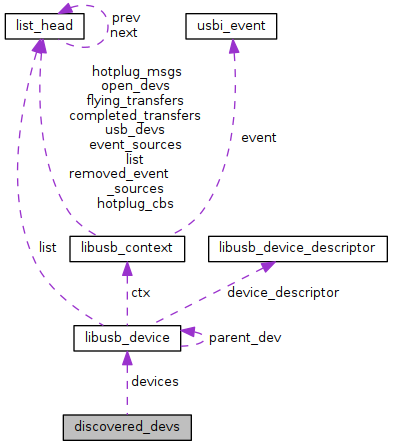 list_head
prev
next
usbi_event
hotplug_msgs
open_devs
flying_transfers
completed_transfers
usb_devs
event_sources
list
removed_event
_sources
hotplug_cbs
event
list
libusb_context
libusb_device_descriptor
ctx
device_descriptor
libusb_device
parent_dev
devices
discovered_devs